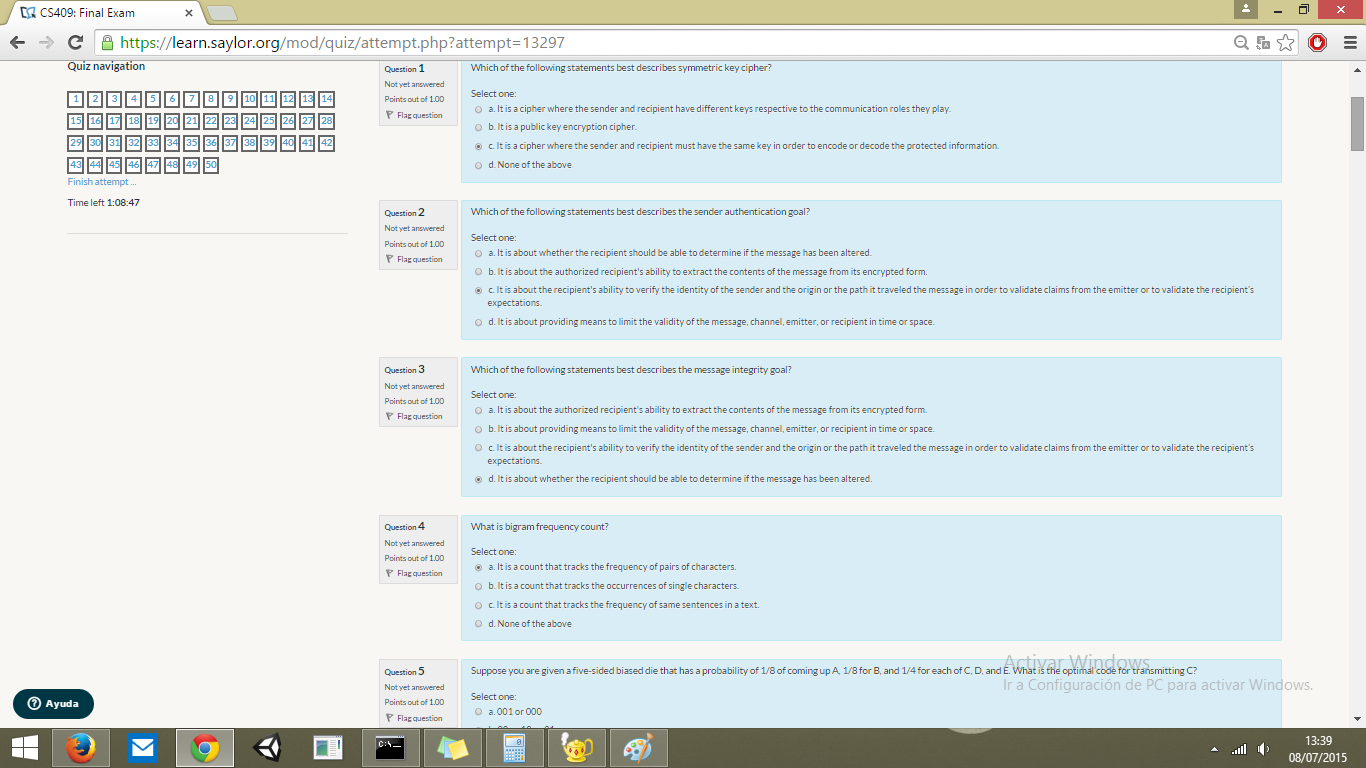 CS409: Final Exam
https://learn.saylor.org/mod/quiz/attempt.php?attempt=13297
Quiz navigation
1 2 3 4 5 6 7 8 9 10 11 12 13 14
15 16 17 18 19 20 21 22 23 24 25 26 27 28
29 30 31 32 33 34 35 36 37 38 39 40 41 42
43 44 45 46 47 48 49 50
Finish attempt ...
Time left 1:08:47
Question 1
Not yet answered
Points out of 1.00
Flag question
Which of the following statements best describes symmetric key cipher?
Select one:
a. It is a cipher where the sender and recipient have different keys respective to the communication roles they play.
b. It is a public key encryption cipher.
c. It is a cipher where the sender and recipient must have the same key in order to encode or decode the protected information.
d. None of the above
Question 2
Not yet answered
Points out of 1.00
Flag question
Which of the following statements best describes the sender authentication goal?
Select one:
a. It is about whether the recipient should be able to determine if the message has been altered.
b. It is about the authorized recipient's ability to extract the contents of the message from its encrypted form.
c. It is about the recipient's ability to verify the identity of the sender and the origin or the path it traveled the message in order to validate claims from the emitter or to validate the recipient's
expectations.
d. It is about providing means to limit the validity of the message, channel, emitter, or recipient in time or space.
Question 3
Not yet answered
Points out of 1.00
Flag question
Which of the following statements best describes the message integrity goal?
Select one:
a. It is about the authorized recipient's ability to extract the contents of the message from its encrypted form.
b. It is about providing means to limit the validity of the message, channel, emitter, or recipient in time or space.
c. It is about the recipient's ability to verify the identity of the sender and the origin or the path it traveled the message in order to validate claims from the emitter or to validate the recipient's
expectations.
d. It is about whether the recipient should be able to determine if the message has been altered.
Question 4
Not yet answered
Points out of 1.00
Flag question
What is bigram frequency count?
Select one:
a. It is a count that tracks the frequency of pairs of characters.
b. It is a count that tracks the occurrences of single characters.
c. It is a count that tracks the frequency of same sentences in a text.
d. None of the above
Question 5
Not yet answered
Points out of 1.00
Flag question
Suppose you are given a five-sided biased die that has a probability of 1/8 of coming up A, 1/8 for B, and 1/4 for each of C, D, and E. What is the optimal code for transmitting C?
Select one:
a. 001 or 000
Activar Windows
Ir a Configuración de PC para activar Windows.
Ayuda
13:39
08/07/2015